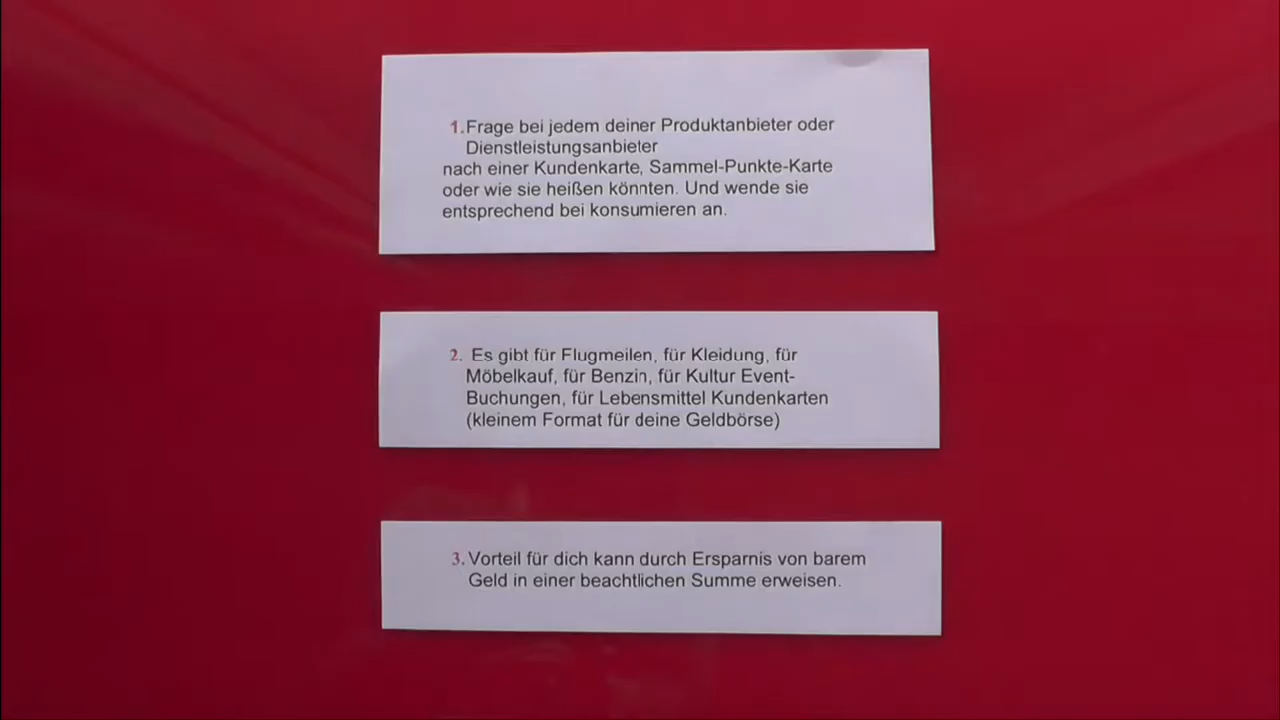 1. Frage bei jedem deiner Produktanbieter oder
Dienstleistungsanbieter
nach einer Kundenkarte, Sammel-Punkte-Karte
oder wie sie heißen könnten. Und wende sie
entsprechend bei konsumieren an.
2. Es gibt für Flugmeilen, für Kleidung, für
Möbelkauf, für Benzin, für Kultur Event-
Buchungen, für Lebensmittel Kundenkarten
(kleinem Format für deine Geldbörse)
3. Vorteil für dich kann durch Ersparnis von barem
Geld in einer beachtlichen Summe erweisen.